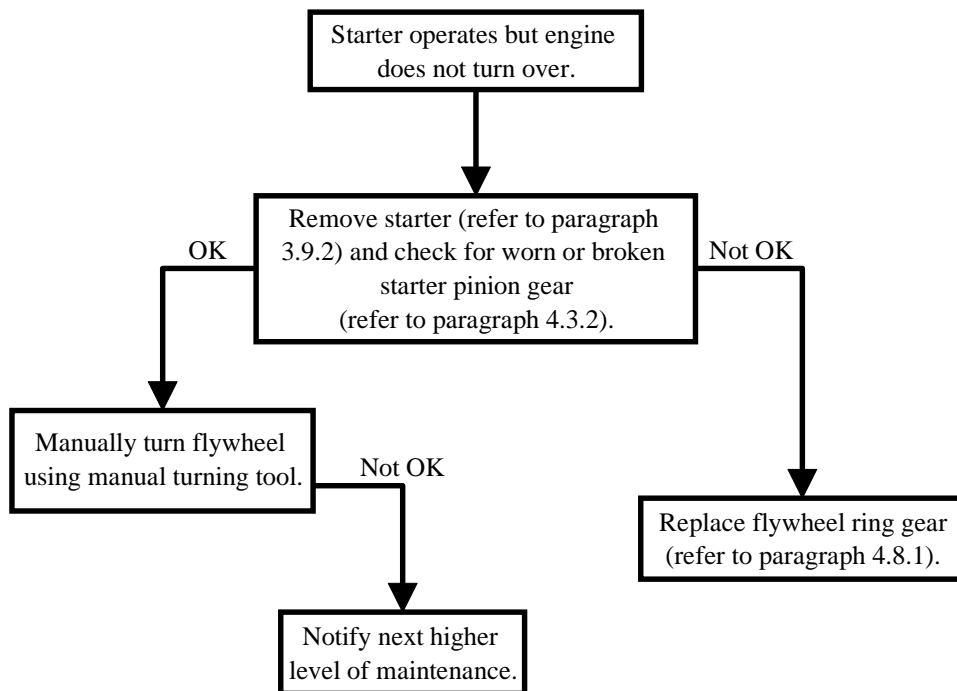 Starter operates but engine
does not turn over.
Remove starter (refer to paragraph
3.9.2) and check for worn or broken
starter pinion gear
(refer to paragraph 4.3.2).
OK
Not OK
Manually turn flywheel
using manual turning tool.
Not OK
Replace flywheel ring gear
(refer to paragraph 4.8.1).
Notify next higher
level of maintenance.